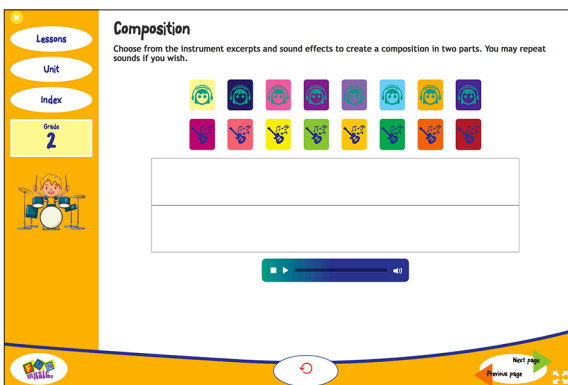 Composition
Choose from the instrument excerpts and sound effects to create a composition in two parts. You may repeat
sounds if you wish.
Lessons
Unit
Index
Grade
2
Next page
Previous page